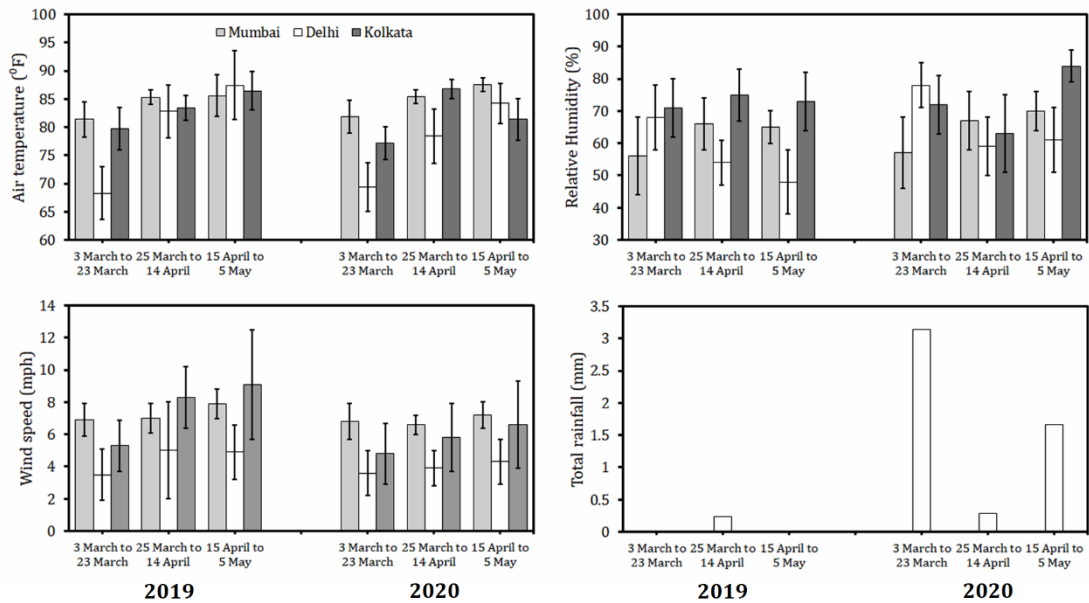 Air temperature (⁰F)
100
95
90
85
80
75
70
65
60
Mumbai Delhi Kolkata
3 March to 23 March
25 March to 14 April
15 April to 5 May
3 March to 23 March
25 March to 14 April
15 April to 5 May
Relative Humidity (%)
100
90
80
70
60
50
40
30
3 March to 23 March
25 March to 14 April
15 April to 5 May
3 March to 23 March
25 March to 14 April
15 April to 5 May
Wind speed (mph)
14
12
10
8
6
4
2
0
3 March to 23 March
25 March to 14 April
15 April to 5 May
3 March to 23 March
25 March to 14 April
15 April to 5 May
2019
2020
Total rainfall (mm)
3.5
3
2.5
2
1.5
1
0.5
0
3 March to 23 March
25 March to 14 April
15 April to 5 May
3 March to 23 March
25 March to 14 April
15 April to 5 May
2019
2020